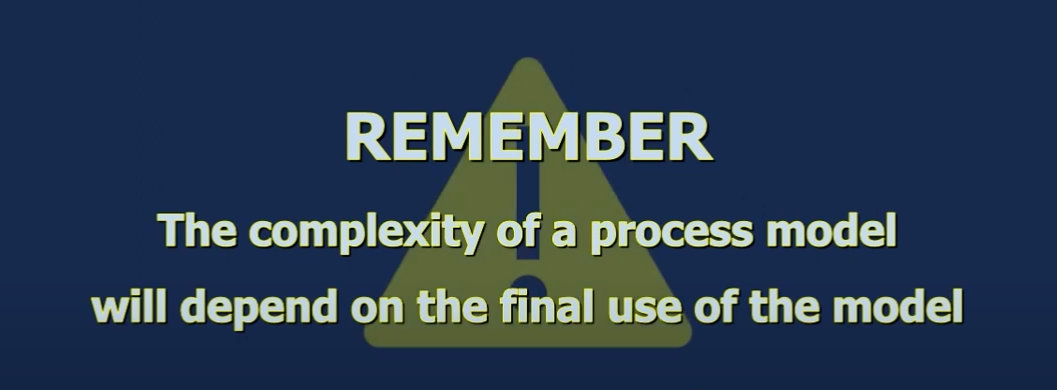 REMEMBER
The complexity of a process model
will depend on the final use of the model